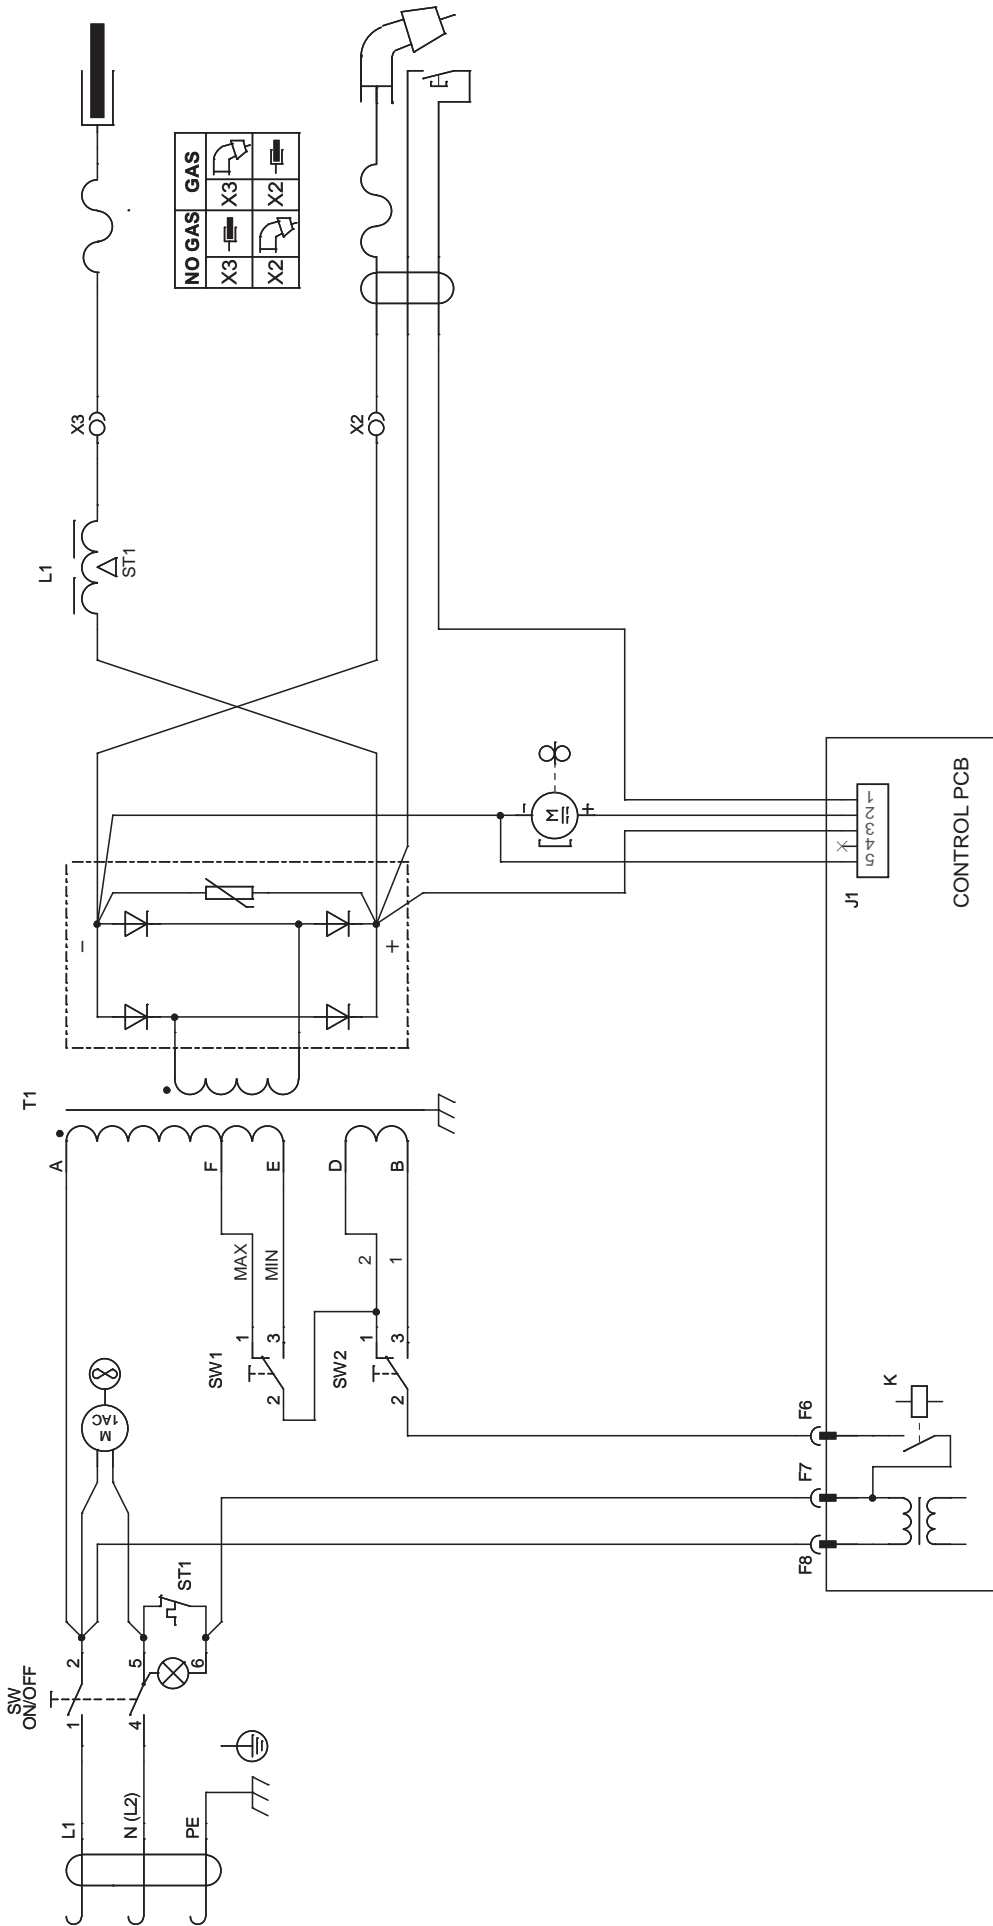 L1
N (L2)
PE
SW
ON/OFF
1
2
4
5
6
ST1
M
1AC
A
F
E
D
B
T1
MAX
MIN
2
1
SW1
1
3
2
SW2
1
3
2
-
+
L1
ST1
X3
X2
NO GAS GAS
X3 X3
X2 X2
M
-
+
J1
5 4 3 2 1
CONTROL PCB
F8
F7
F6
K